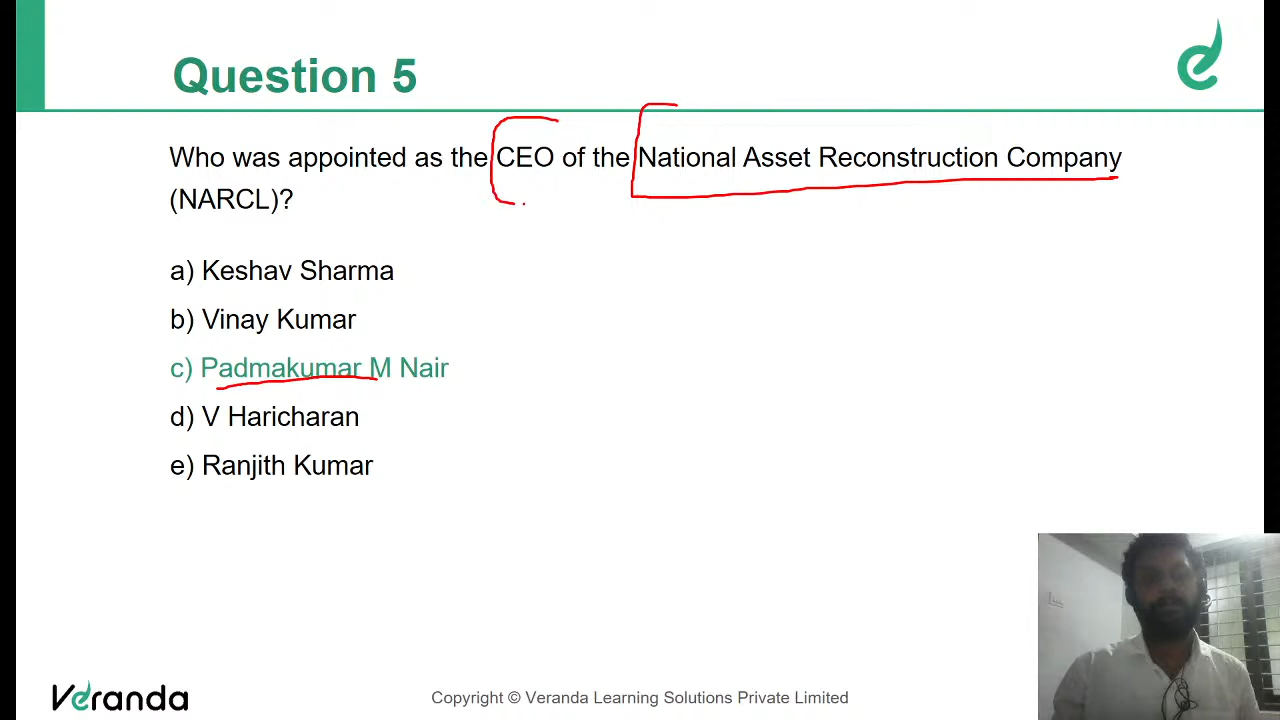 Question 5
Who was appointed as the CEO of the National Asset Reconstruction Company
(NARCL)?
a) Keshav Sharma
b) Vinay Kumar
c) Padmakumar M Nair
d) V Haricharan
e) Ranjith Kumar
Veranda
Copyright © Veranda Learning Solutions Private Limited